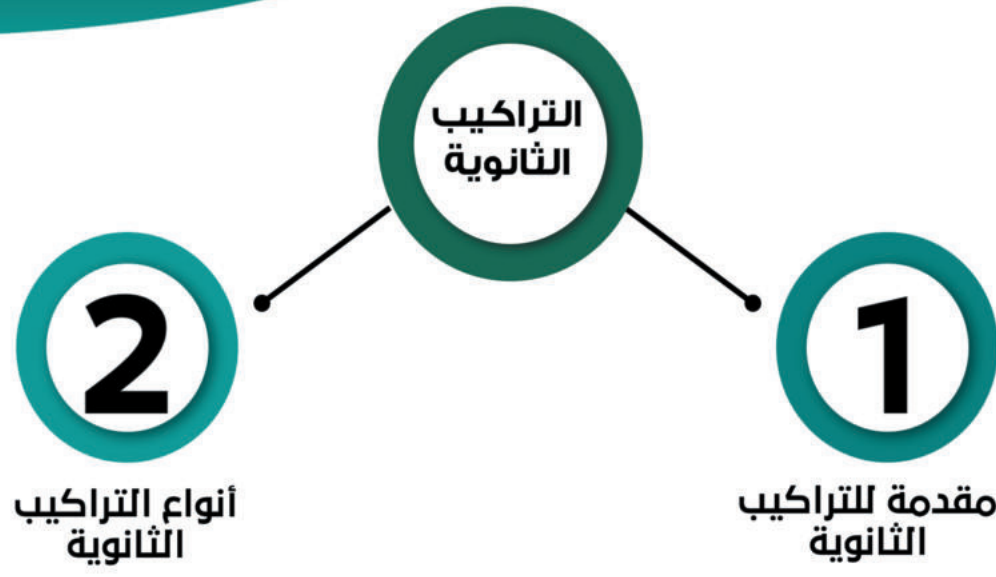 التراكيب
الثانوية
1
مقدمة للتراكيب
الثانوية
2
أنواع التراكيب
الثانوية